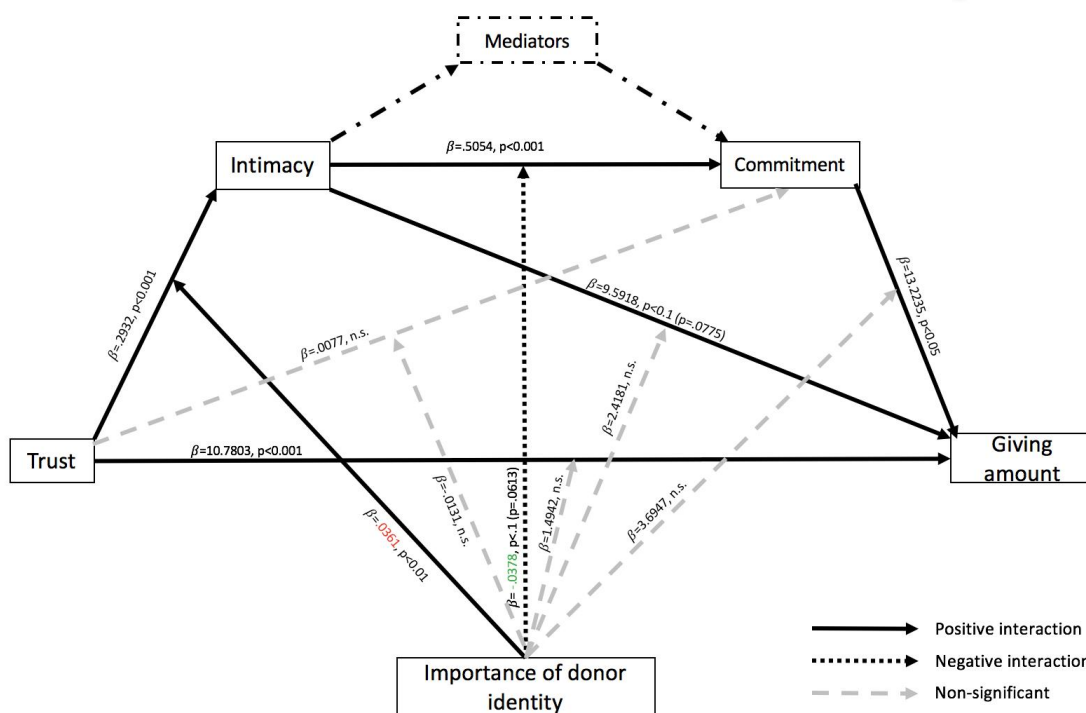 Mediators
Intimacy
β=.5054, p<0.001
Commitment
β=.2932, p<0.001
β=.0077, n.s.
β=9.5918, p<0.1 (p=.0775)
β=13.2235, p<0.05
Trust
β=10.7803, p<0.001
Giving
amount
β=.0361, p<0.01
β=-.0131, n.s.
β= -.0378, p<.1 (p=.0613)
β=1.4942, n.s.
β=2.4181, n.s.
β=3.6947, n.s.
Importance of donor
identity
Positive interaction
Negative interaction
Non-significant